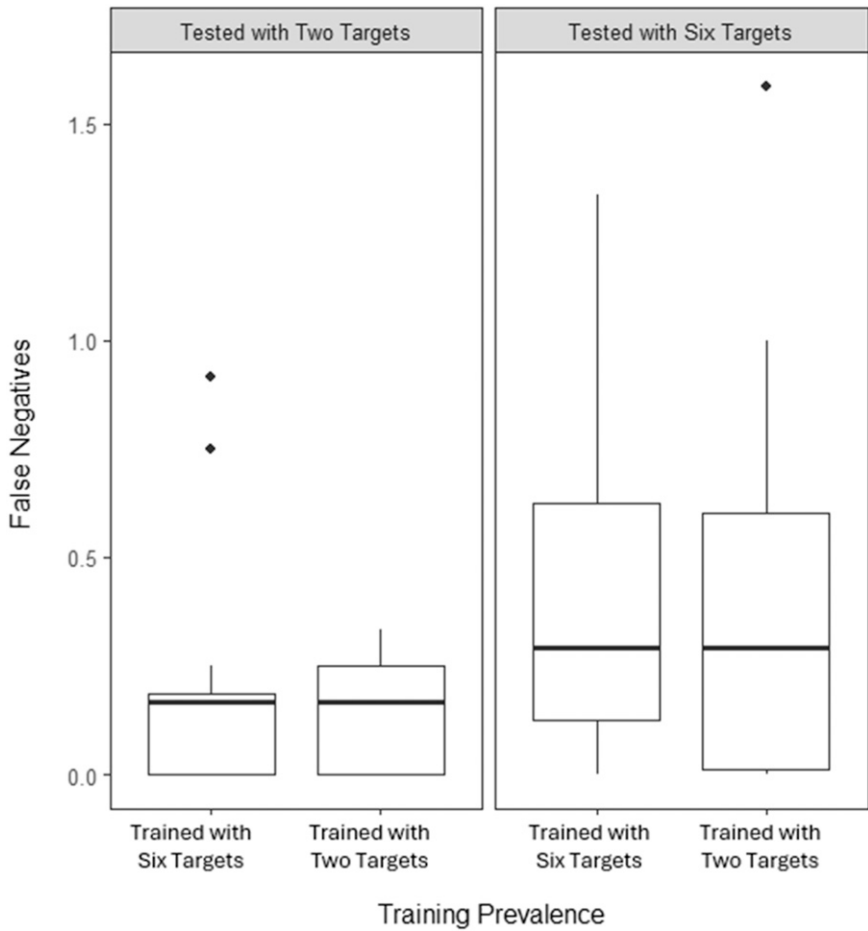 Tested with Two Targets
Tested with Six Targets
False Negatives
1.5
1.0
0.5
0.0
Trained with
Six Targets
Trained with
Two Targets
Trained with
Six Targets
Trained with
Two Targets
Training Prevalence